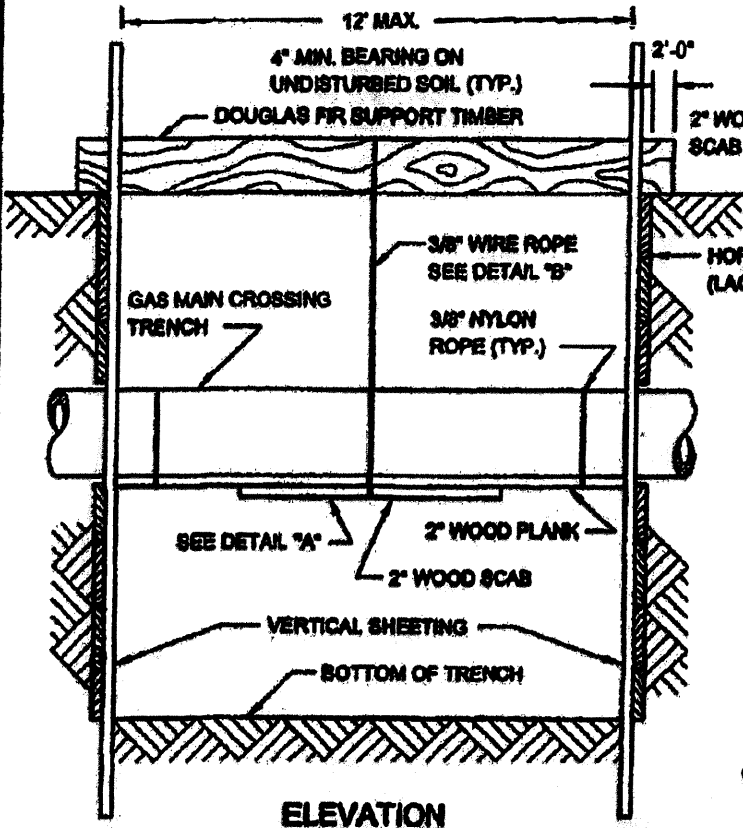 12' MAX.
4" MIN. BEARING ON
UNDISTURBED SOIL (TYP.)
2'-0"
DOUGLAS FIR SUPPORT TIMBER
2" WO
SCAB
3/8" WIRE ROPE
SEE DETAIL "B"
HOR
(LAG
GAS MAIN CROSSING
TRENCH
3/8" NYLON
ROPE (TYP.)
SEE DETAIL "A"
2" WOOD PLANK
2" WOOD SCAB
VERTICAL SHEETING
BOTTOM OF TRENCH
ELEVATION